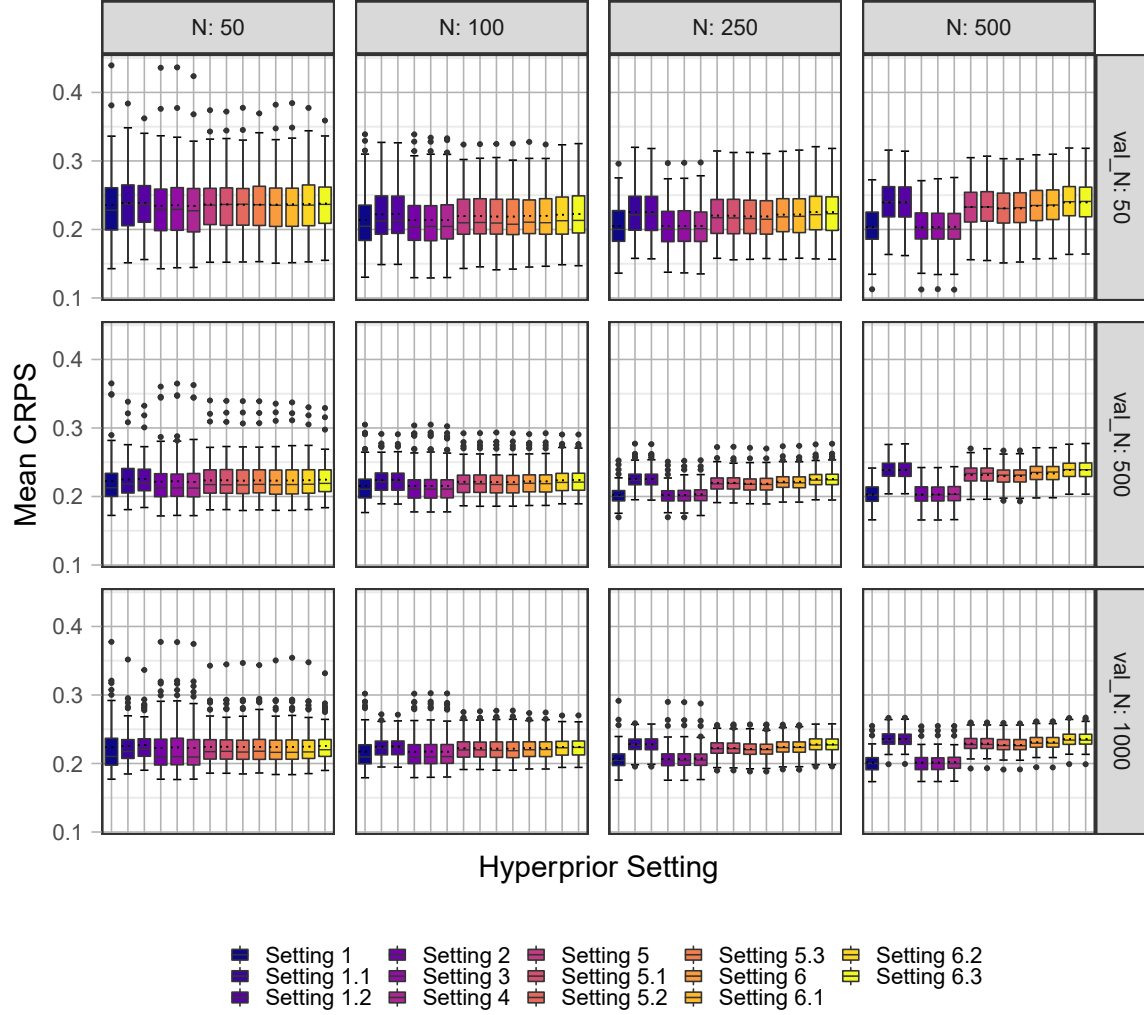 N: 50 N: 100 N: 250 N: 500
0.4
0.3
0.2
0.1
val_N: 50
0.4
0.3
0.2
0.1
val_N: 500
0.4
0.3
0.2
0.1
val_N: 1000
Mean CRPS
Hyperprior Setting
Setting 1 Setting 2 Setting 5 Setting 5.3 Setting 6.2
Setting 1.1 Setting 3 Setting 5.1 Setting 6 Setting 6.3
Setting 1.2 Setting 4 Setting 5.2 Setting 6.1